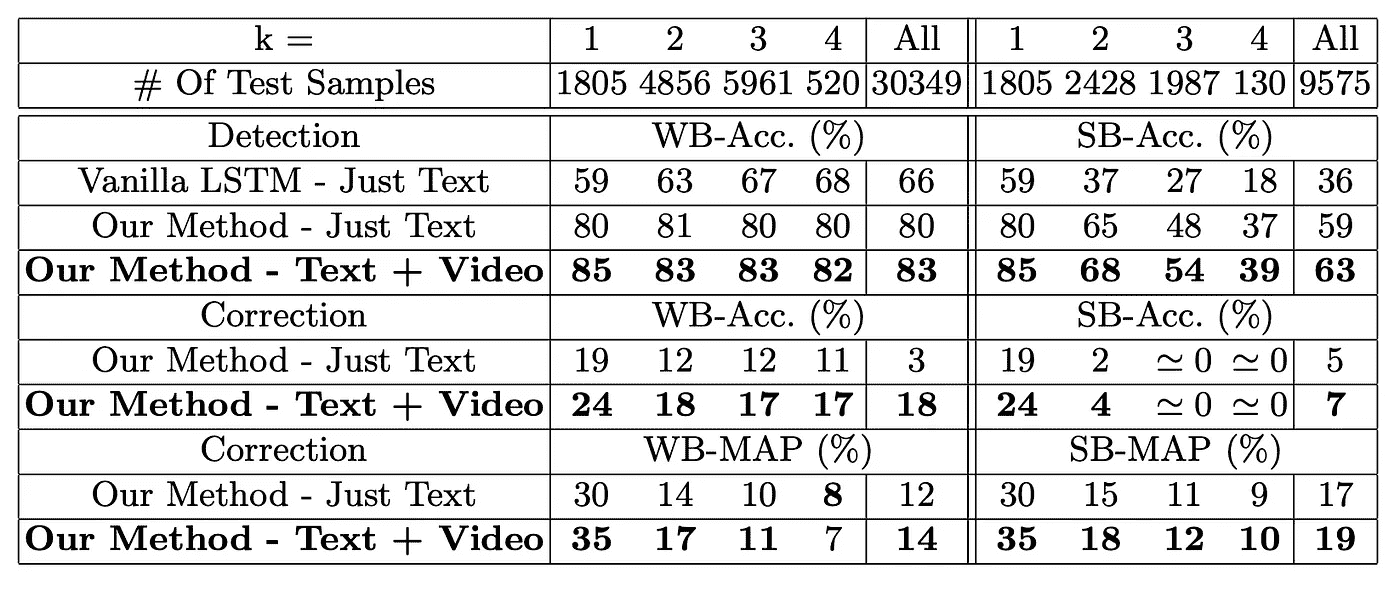 k = 1 2 3 4 All 1 2 3 4 All
# Of Test Samples 1805 4856 5961 520 30349 1805 2428 1987 130 9575
Detection WB-Acc. (%) SB-Acc. (%)
Vanilla LSTM - Just Text 59 63 67 68 66 59 37 27 18 36
Our Method - Just Text 80 81 80 80 80 80 65 48 37 59
Our Method - Text + Video 85 83 83 82 83 85 68 54 39 63
Correction WB-Acc. (%) SB-Acc. (%)
Our Method - Just Text 19 12 12 11 3 19 2 ≃ 0 ≃ 0 5
Our Method - Text + Video 24 18 17 17 18 24 4 ≃ 0 ≃ 0 7
Correction WB-MAP (%) SB-MAP (%)
Our Method - Just Text 30 14 10 8 12 30 15 11 9 17
Our Method - Text + Video 35 17 11 7 14 35 18 12 10 19